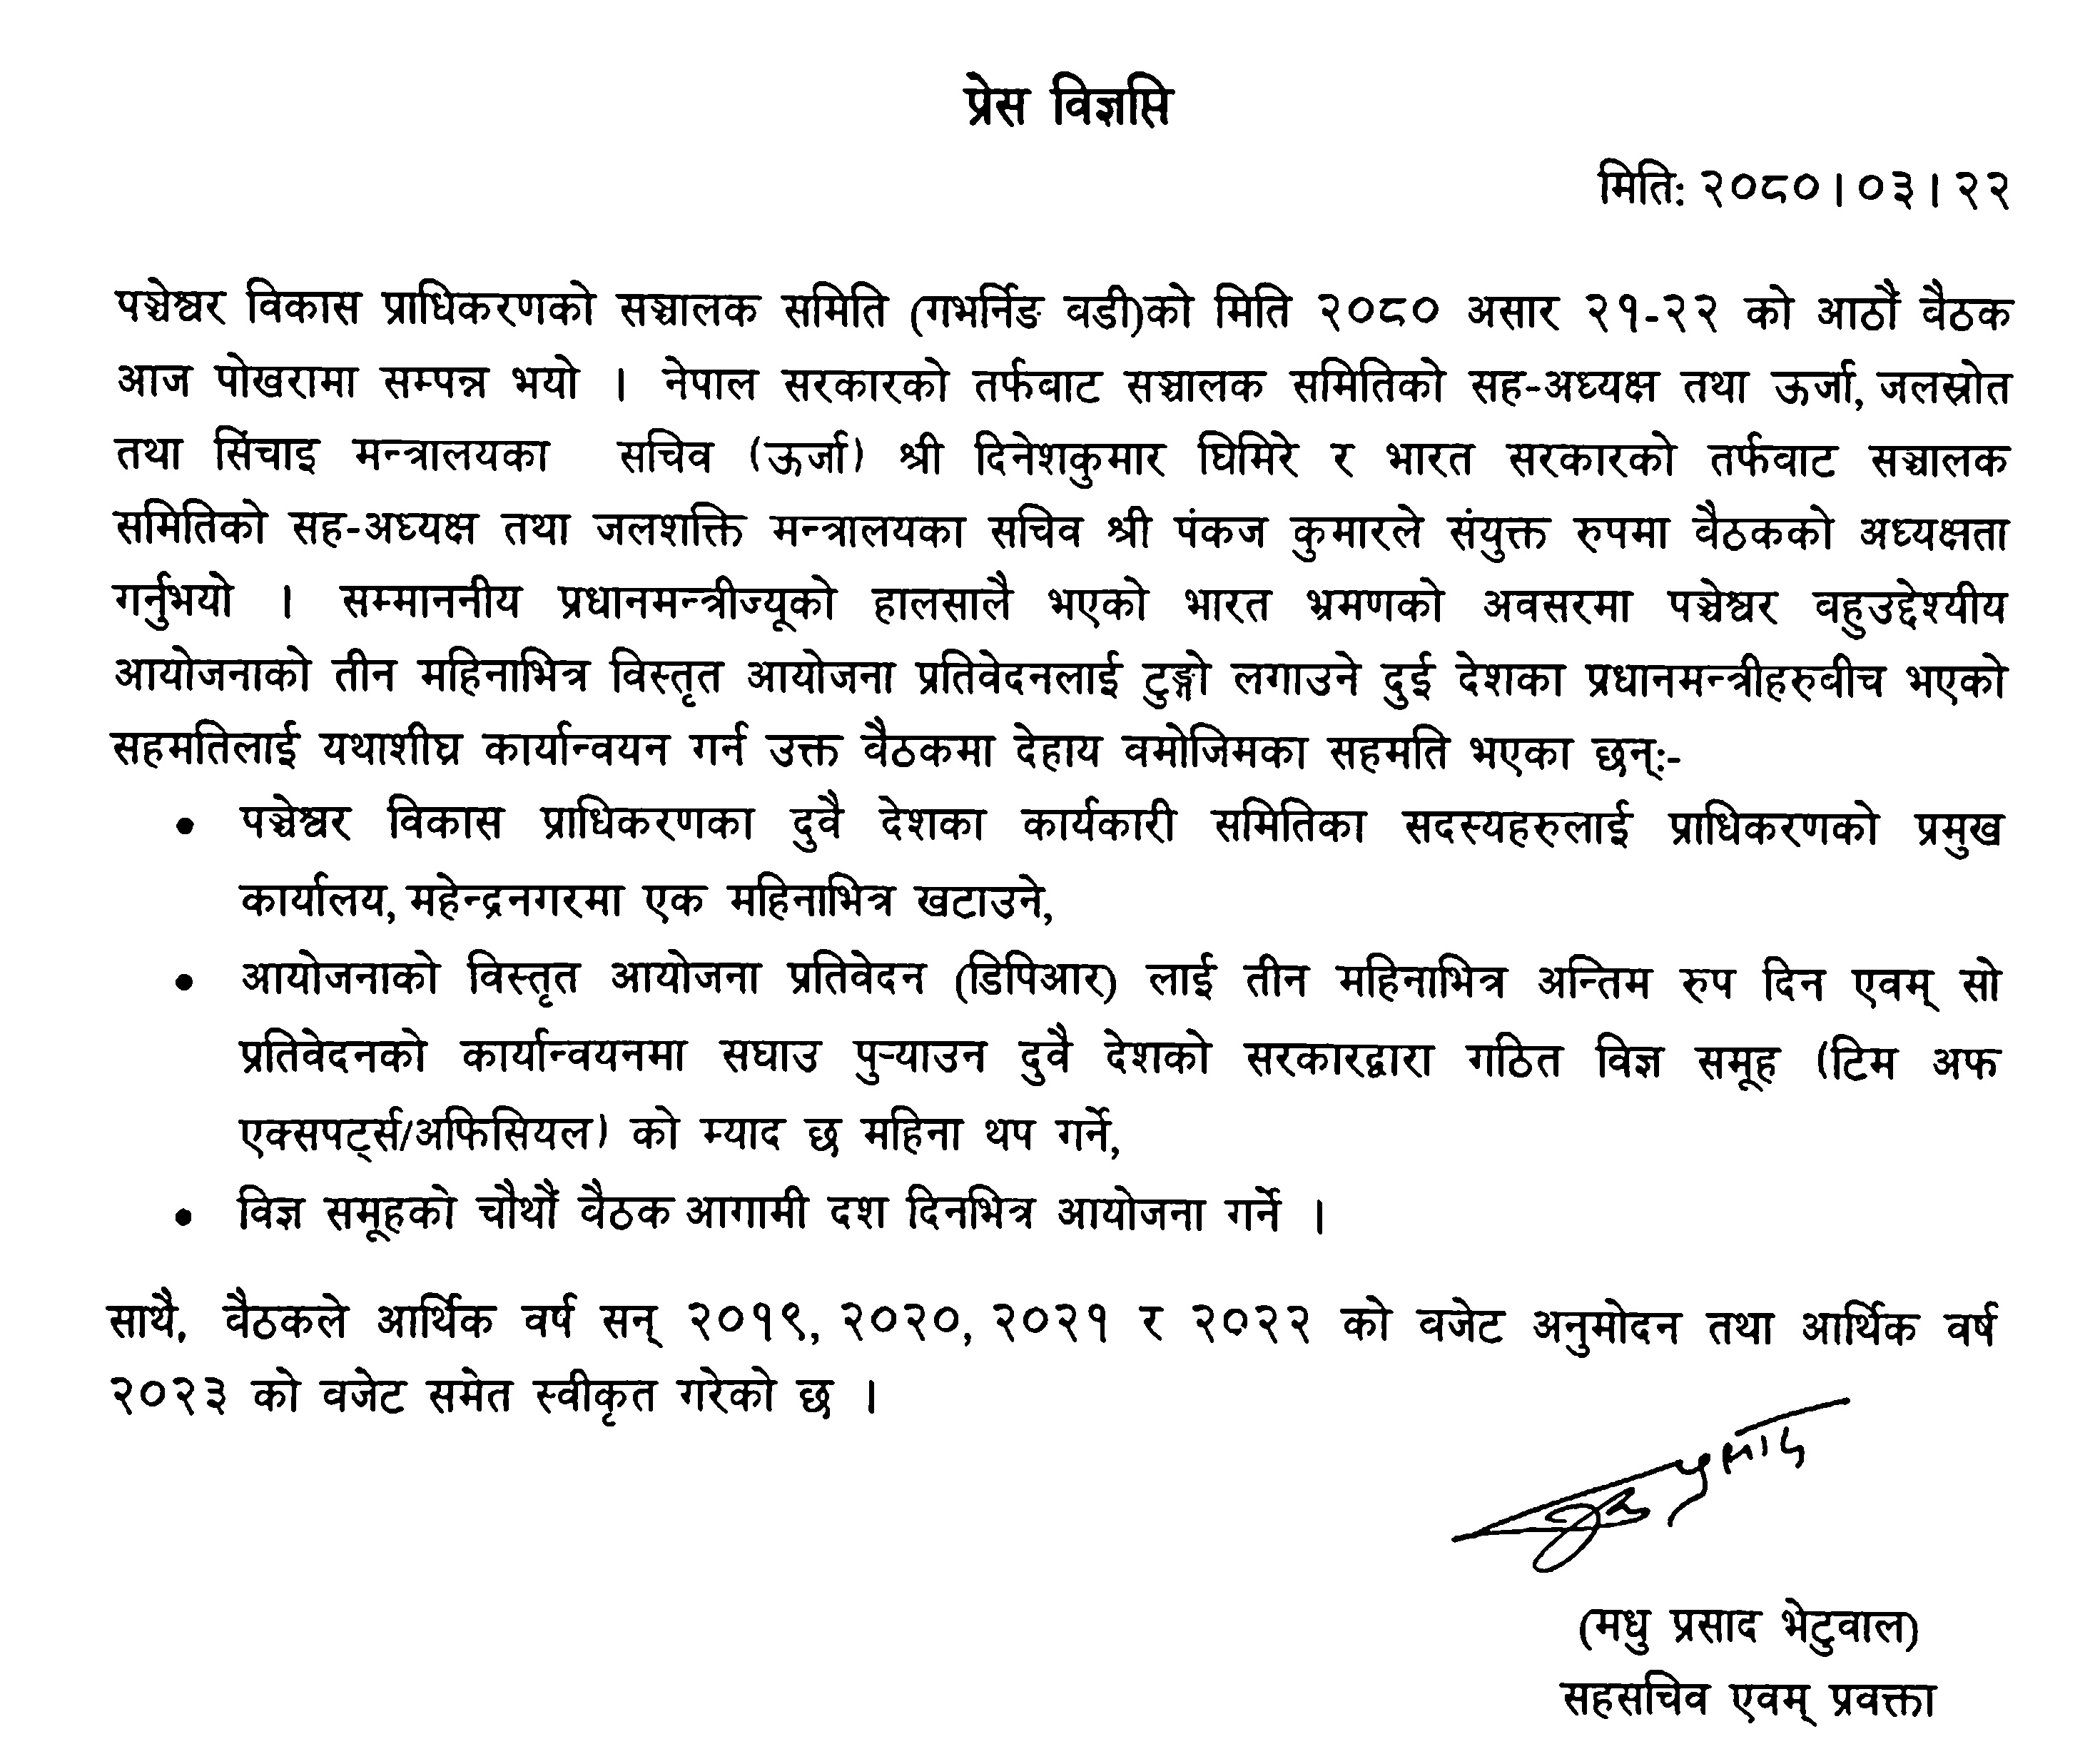 प्रेस विज्ञप्ति
मिति: २०८०।०३।२२
पञ्चेश्वर विकास प्राधिकरणको सञ्चालक समिति (गभर्निङ बडी)को मिति २०८० असार २१-२२ को आठौं बैठक
आज पोखरामा सम्पन्न भयो । नेपाल सरकारको तर्फबाट सञ्चालक समितिको सह-अध्यक्ष तथा ऊर्जा, जलस्रोत
तथा सिंचाइ मन्त्रालयका सचिव (ऊर्जा) श्री दिनेशकुमार घिमिरे र भारत सरकारको तर्फवाट सञ्चालक
समितिको सह-अध्यक्ष तथा जलशक्ति मन्त्रालयका सचिव श्री पंकज कुमारले संयुक्त रुपमा वैठकको अध्यक्षता
गर्नुभयो । सम्माननीय प्रधानमन्त्रीज्यूको हालसालै भएको भारत भ्रमणको अवसरमा पञ्चेश्वर वहुउद्देश्यीय
आयोजनाको तीन महिनाभित्र विस्तृत आयोजना प्रतिवेदनलाई टुङ्गो लगाउने दुई देशका प्रधानमन्त्रीहरुबीच भएको
सहमतिलाई यथाशीघ्र कार्यान्वयन गर्न उक्त वैठकमा देहाय वमोजिमका सहमति भएका छन्ः-
• पञ्चेश्वर विकास प्राधिकरणका दुवै देशका कार्यकारी समितिका सदस्यहरुलाई प्राधिकरणको प्रमुख
कार्यालय, महेन्द्रनगरमा एक महिनाभित्र खटाउने,
• आयोजनाको विस्तृत आयोजना प्रतिवेदन (डिपिआर) लाई तीन महिनाभित्र अन्तिम रुप दिन एवम् सो
प्रतिवेदनको कार्यान्वयनमा सघाउ पुऱ्याउन दुवै देशको सरकारद्वारा गठित विज्ञ समूह (टिम अफ
एक्सपर्ट्स/अफिसियल) को म्याद छ महिना थप गर्ने,
• विज्ञ समूहको चौथौं वैठक आगामी दश दिनभित्र आयोजना गर्ने ।
साथै, वैठकले आर्थिक वर्ष सन् २०१९, २०२०, २०२१ र २०२२ को वजेट अनुमोदन तथा आर्थिक वर्ष
२०२३ को वजेट समेत स्वीकृत गरेको छ ।
(मधु प्रसाद भेटुवाल)
सहसचिव एवम् प्रवक्ता